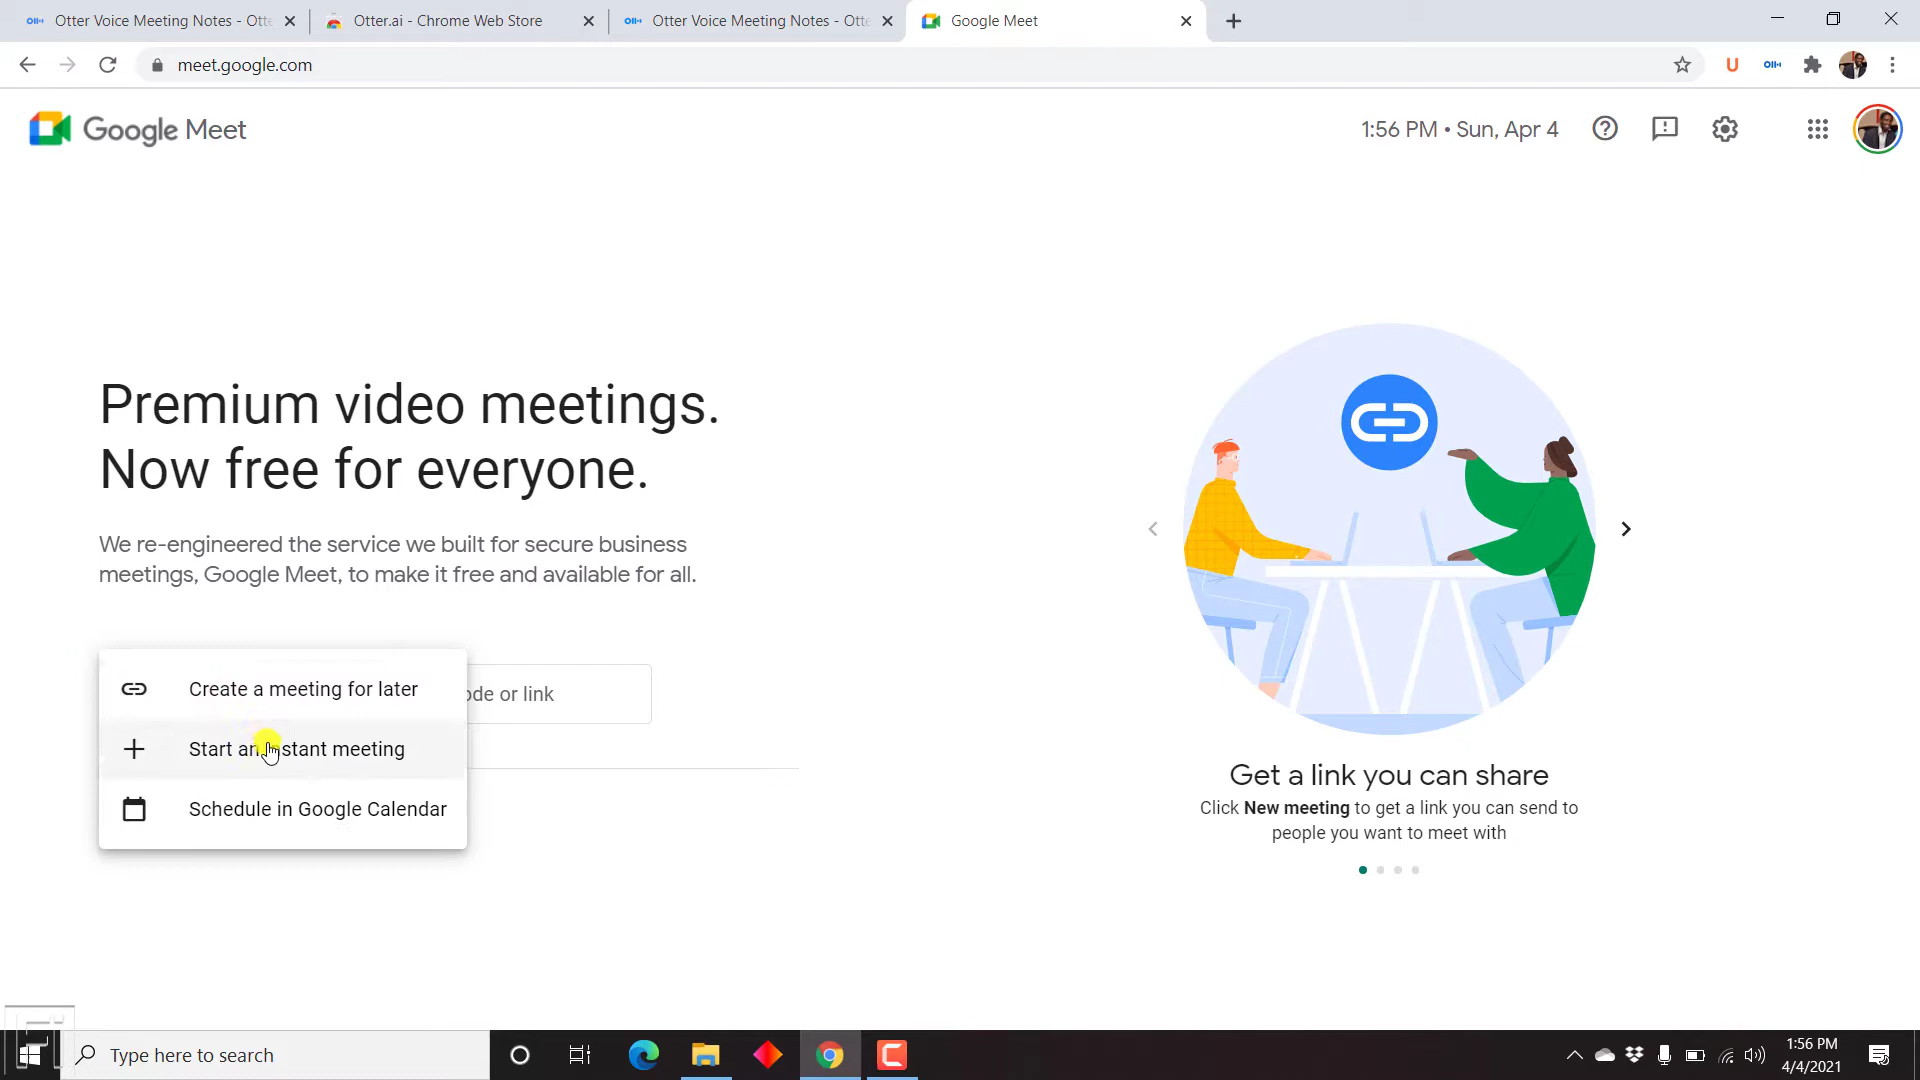 Otter Voice Meeting Notes - Otte
Otter.ai - Chrome Web Store
Otter Voice Meeting Notes - Otte
Google Meet
meet.google.com
U
Google Meet
1:56 PM • Sun, Apr 4
Premium video meetings.
Now free for everyone.
We re-engineered the service we built for secure business
meetings, Google Meet, to make it free and available for all.
Create a meeting for later
ode or link
Start an instant meeting
Schedule in Google Calendar
Get a link you can share
Click New meeting to get a link you can send to
people you want to meet with
Type here to search
1:56 PM
4/4/2021